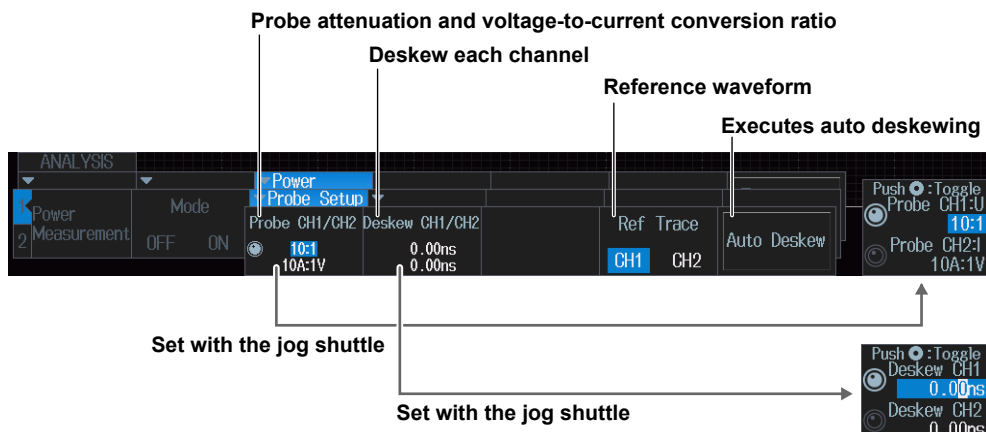 Probe attenuation and voltage-to-current conversion ratio
Deskew each channel
Reference waveform
Executes auto deskewing
ANALYSIS
Power
Probe Setup
1
2
Power
Measurement
Mode
OFF ON
Probe CH1/CH2
10:1
10A:1V
Deskew CH1/CH2
0.00ns
0.00ns
Ref Trace
CH1 CH2
Auto Deskew
Push :Toggle
Probe CH1:U
10:1
Probe CH2:I
10A:1V
Set with the jog shuttle
Set with the jog shuttle
Push :Toggle
Deskew CH1
0.00ns
Deskew CH2
0.00ns